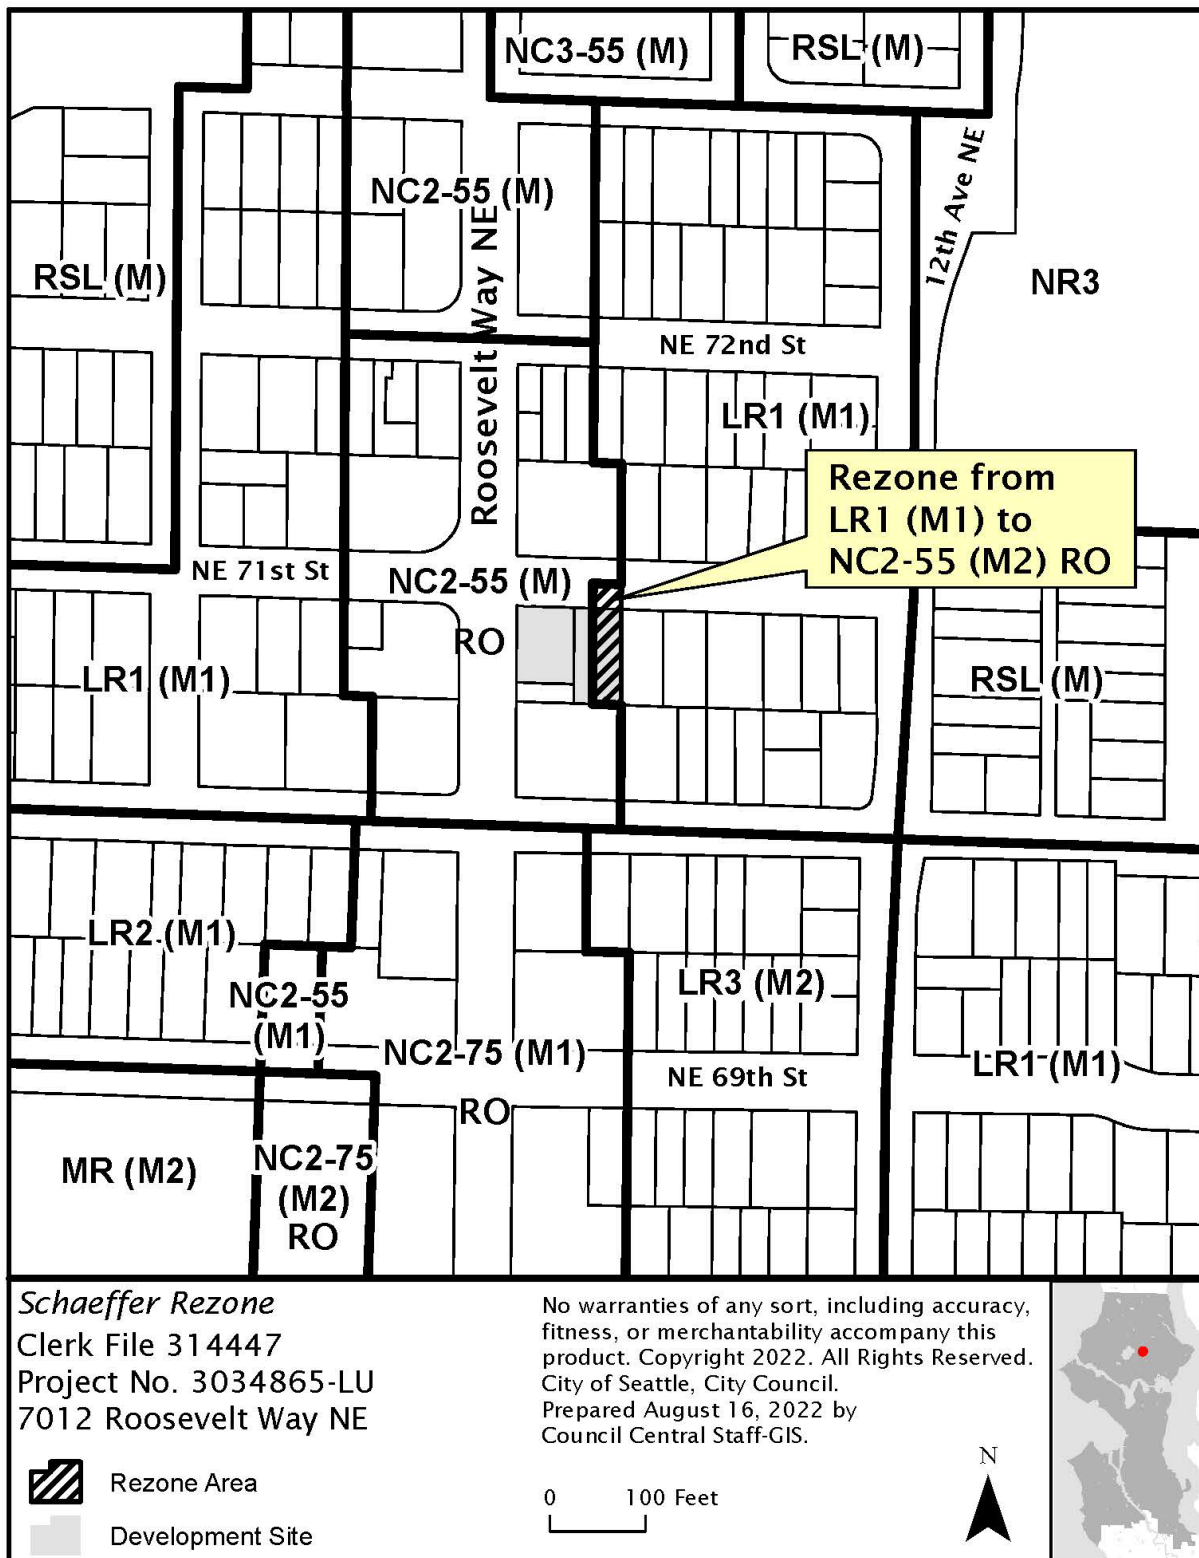 NC3-55 (M)
RSL (M)
12th Ave NE
NC2-55 (M)
Roosevelt Way NE
RSL (M)
NR3
NE 72nd St
LR1 (M1)
Rezone from
LR1 (M1) to
NC2-55 (M2) RO
NE 71st St
NC2-55 (M)
RO
LR1 (M1)
RSL (M)
LR2 (M1)
NC2-55
(M1)
LR3 (M2)
NC2-75 (M1)
RO
NE 69th St
LR1 (M1)
MR (M2)
NC2-75
(M2)
RO
Schaeffer Rezone
Clerk File 314447
Project No. 3034865-LU
7012 Roosevelt Way NE
Rezone Area
Development Site
No warranties of any sort, including accuracy,
fitness, or merchantability accompany this
product. Copyright 2022. All Rights Reserved.
City of Seattle, City Council.
Prepared August 16, 2022 by
Council Central Staff-GIS.
0 100 Feet
N